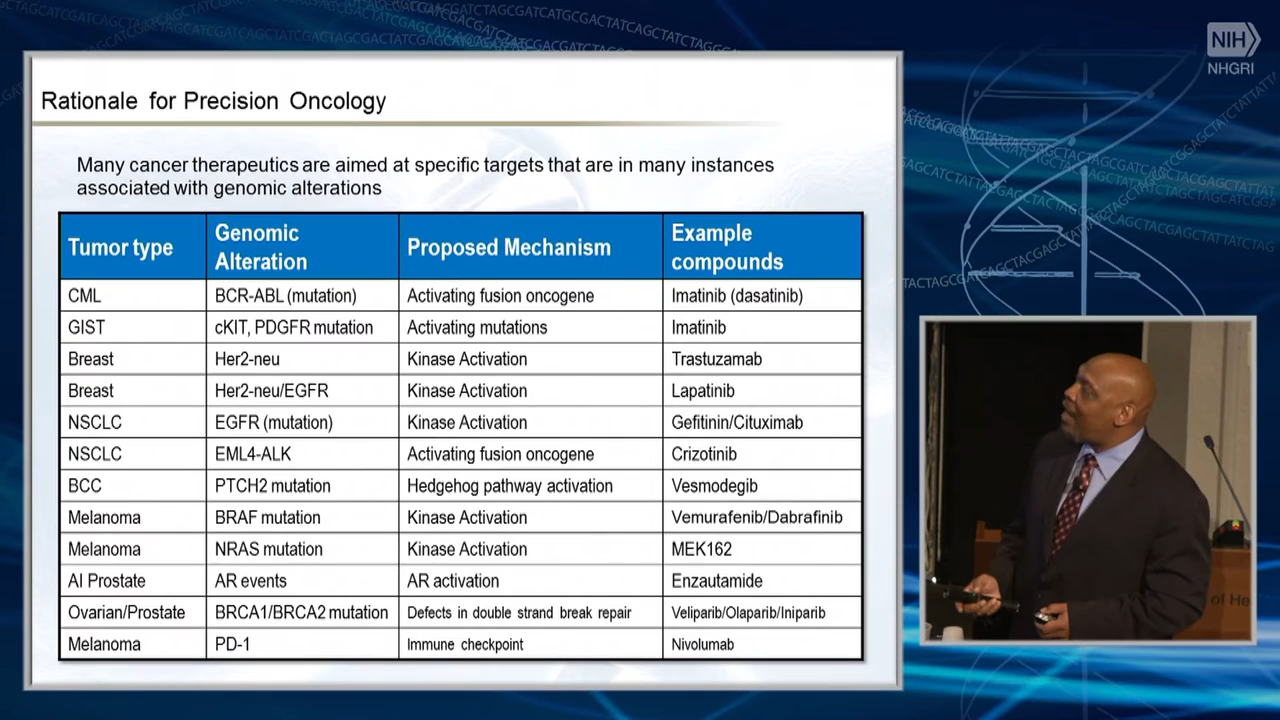 NIH
NHGRI
Rationale for Precision Oncology
Many cancer therapeutics are aimed at specific targets that are in many instances
associated with genomic alterations
Tumor type Genomic Alteration Proposed Mechanism Example compounds
CML BCR-ABL (mutation) Activating fusion oncogene Imatinib (dasatinib)
GIST cKIT, PDGFR mutation Activating mutations Imatinib
Breast Her2-neu Kinase Activation Trastuzamab
Breast Her2-neu/EGFR Kinase Activation Lapatinib
NSCLC EGFR (mutation) Kinase Activation Gefitinin/Cituximab
NSCLC EML4-ALK Activating fusion oncogene Crizotinib
BCC PTCH2 mutation Hedgehog pathway activation Vesmodegib
Melanoma BRAF mutation Kinase Activation Vemurafenib/Dabrafinib
Melanoma NRAS mutation Kinase Activation MEK162
AI Prostate AR events AR activation Enzautamide
Ovarian/Prostate BRCA1/BRCA2 mutation Defects in double strand break repair Veliparib/Olaparib/Iniparib
Melanoma PD-1 Immune checkpoint Nivolumab
of He